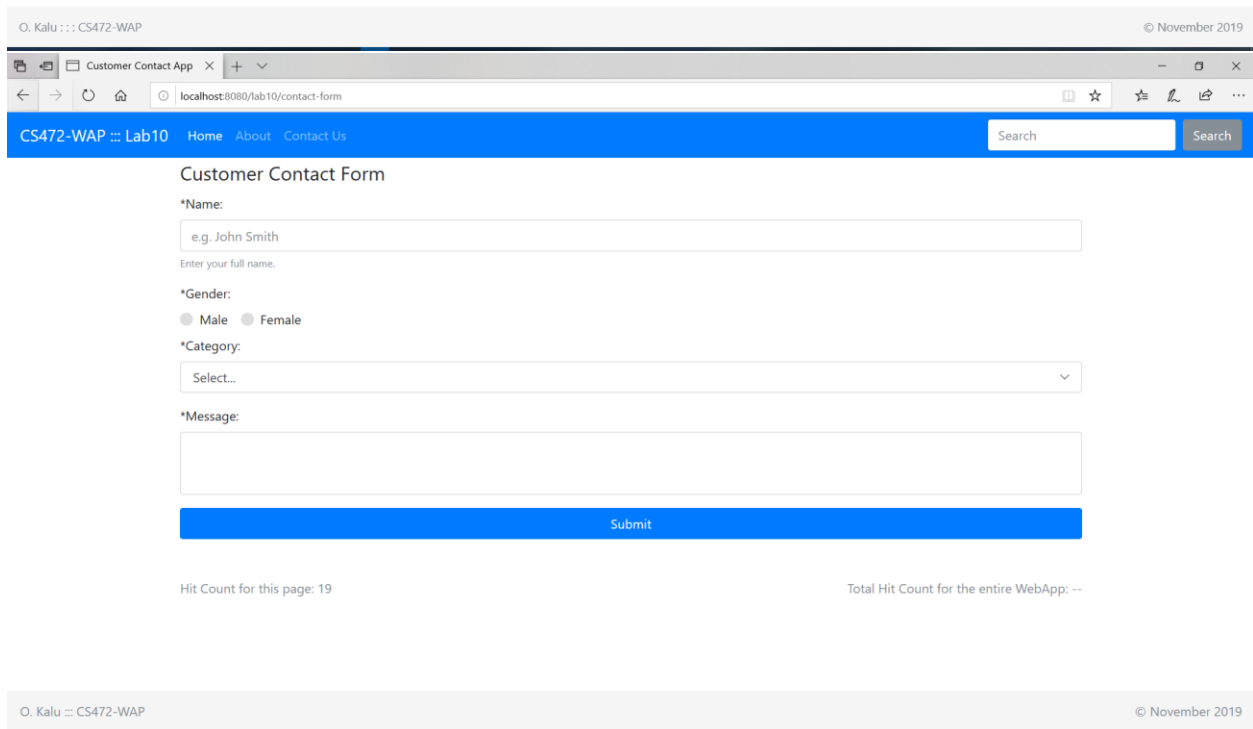 O. Kalu : : : CS472-WAP © November 2019
Customer Contact App
localhost:8080/lab10/contact-form
CS472-WAP ::: Lab10 Home About Contact Us Search Search
Customer Contact Form
*Name:
e.g. John Smith
Enter your full name.
*Gender:
Male Female
*Category:
Select...
*Message:
Submit
Hit Count for this page: 19 Total Hit Count for the entire WebApp: --
O. Kalu ::: CS472-WAP © November 2019